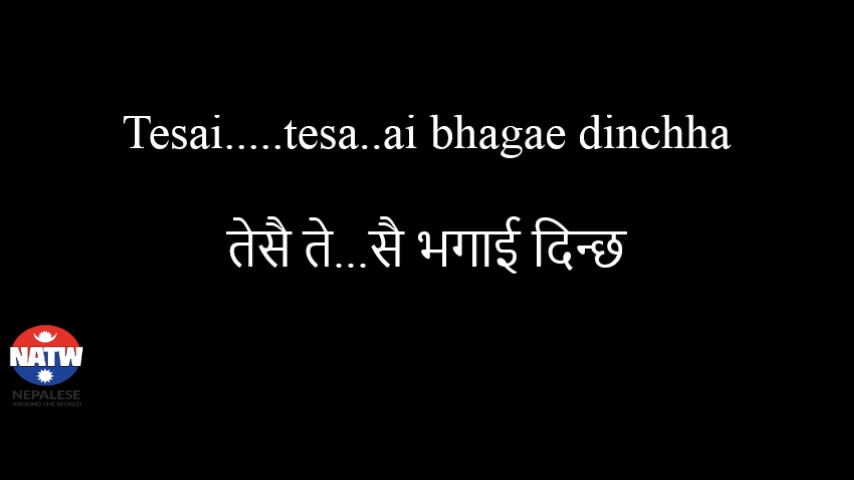 Tesai.....tesa..ai bhagae dinchha
तेसै ते...सै भगाई दिन्छ
NATW
NEPALESE
AROUND THE WORLD